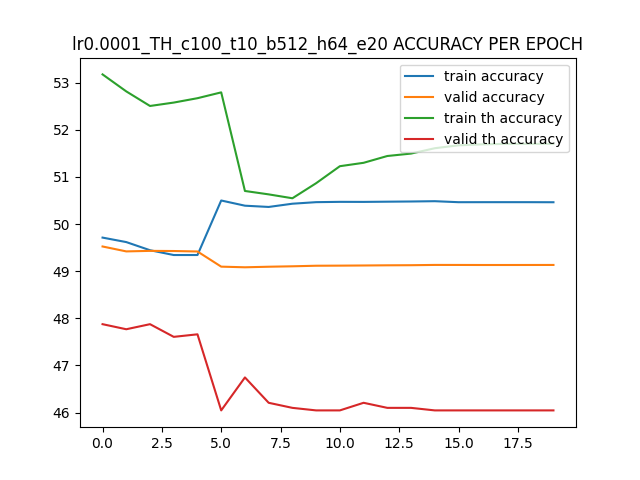 lr0.0001_TH_c100_t10_b512_h64_e20 ACCURACY PER EPOCH
train accuracy
valid accuracy
train th accuracy
valid th accuracy
53
52
51
50
49
48
47
46
0.0 2.5 5.0 7.5 10.0 12.5 15.0 17.5